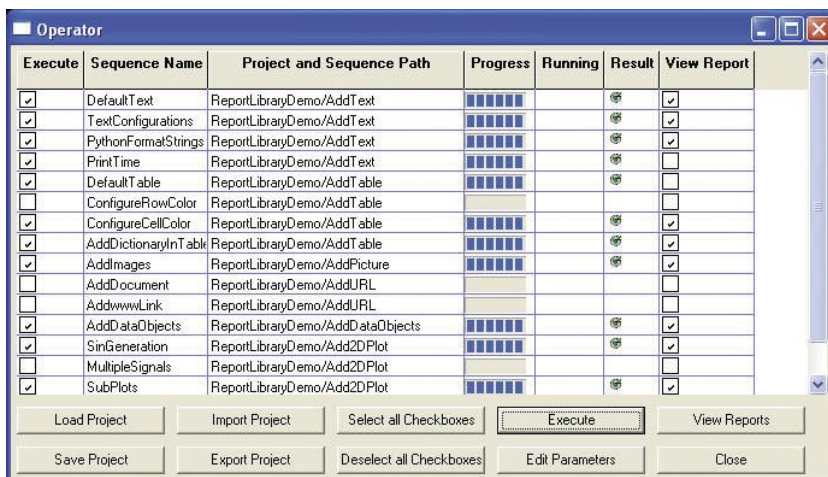 Operator
Execute Sequence Name Project and Sequence Path Progress Running Result View Report
DefaultText ReportLibraryDemo/AddText
TextConfigurations ReportLibraryDemo/AddText
PythonFormatStrings ReportLibraryDemo/AddText
PrintTime ReportLibraryDemo/AddText
DefaultTable ReportLibraryDemo/AddTable
ConfigureRowColor ReportLibraryDemo/AddTable
ConfigureCellColor ReportLibraryDemo/AddTable
AddDictionaryInTable ReportLibraryDemo/AddTable
AddImages ReportLibraryDemo/AddPicture
AddDocument ReportLibraryDemo/AddURL
AddwwwLink ReportLibraryDemo/AddURL
AddDataObjects ReportLibraryDemo/AddDataObjects
SinGeneration ReportLibraryDemo/Add2DPlot
MultipleSignals ReportLibraryDemo/Add2DPlot
SubPlots ReportLibraryDemo/Add2DPlot
Load Project Import Project Select all Checkboxes Execute View Reports
Save Project Export Project Deselect all Checkboxes Edit Parameters Close